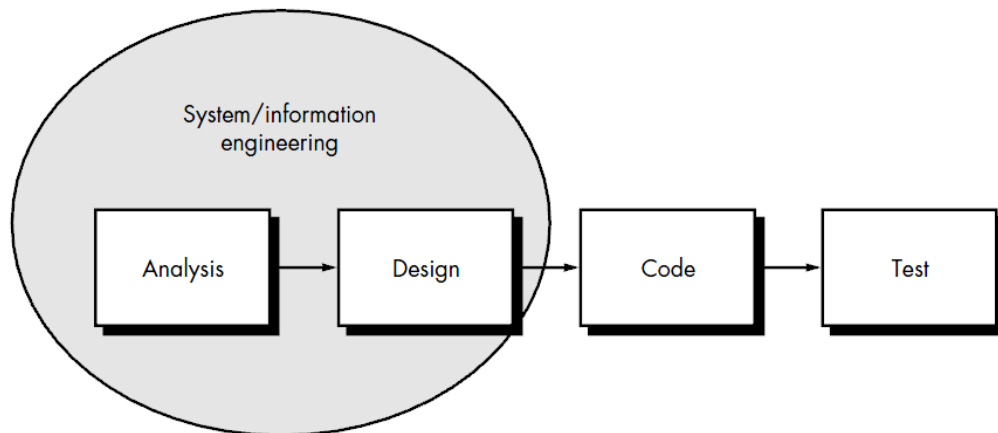 System/information
engineering
Analysis
Design
Code
Test